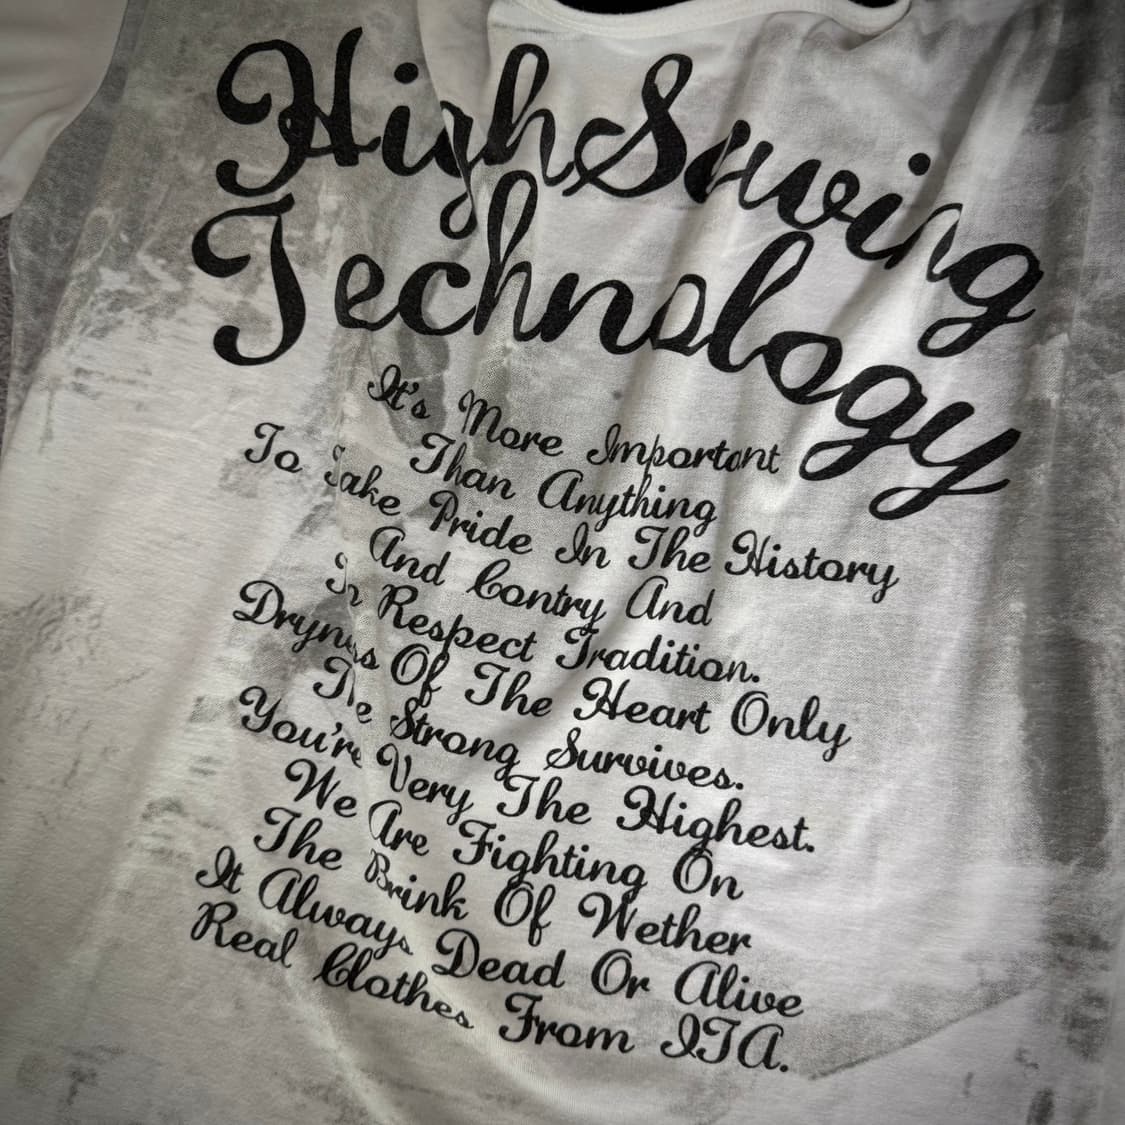 High Saving
Technology
It's More Important
Than Anything
To Take Pride In The History
And Contry And
In Respect Tradition.
Dryness Of The Heart Only
The Strong Survives.
You're Very The Highest.
We Are Fighting On
The Brink Of Wether
It Always Dead Or Alive
Real Clothes From ITA.